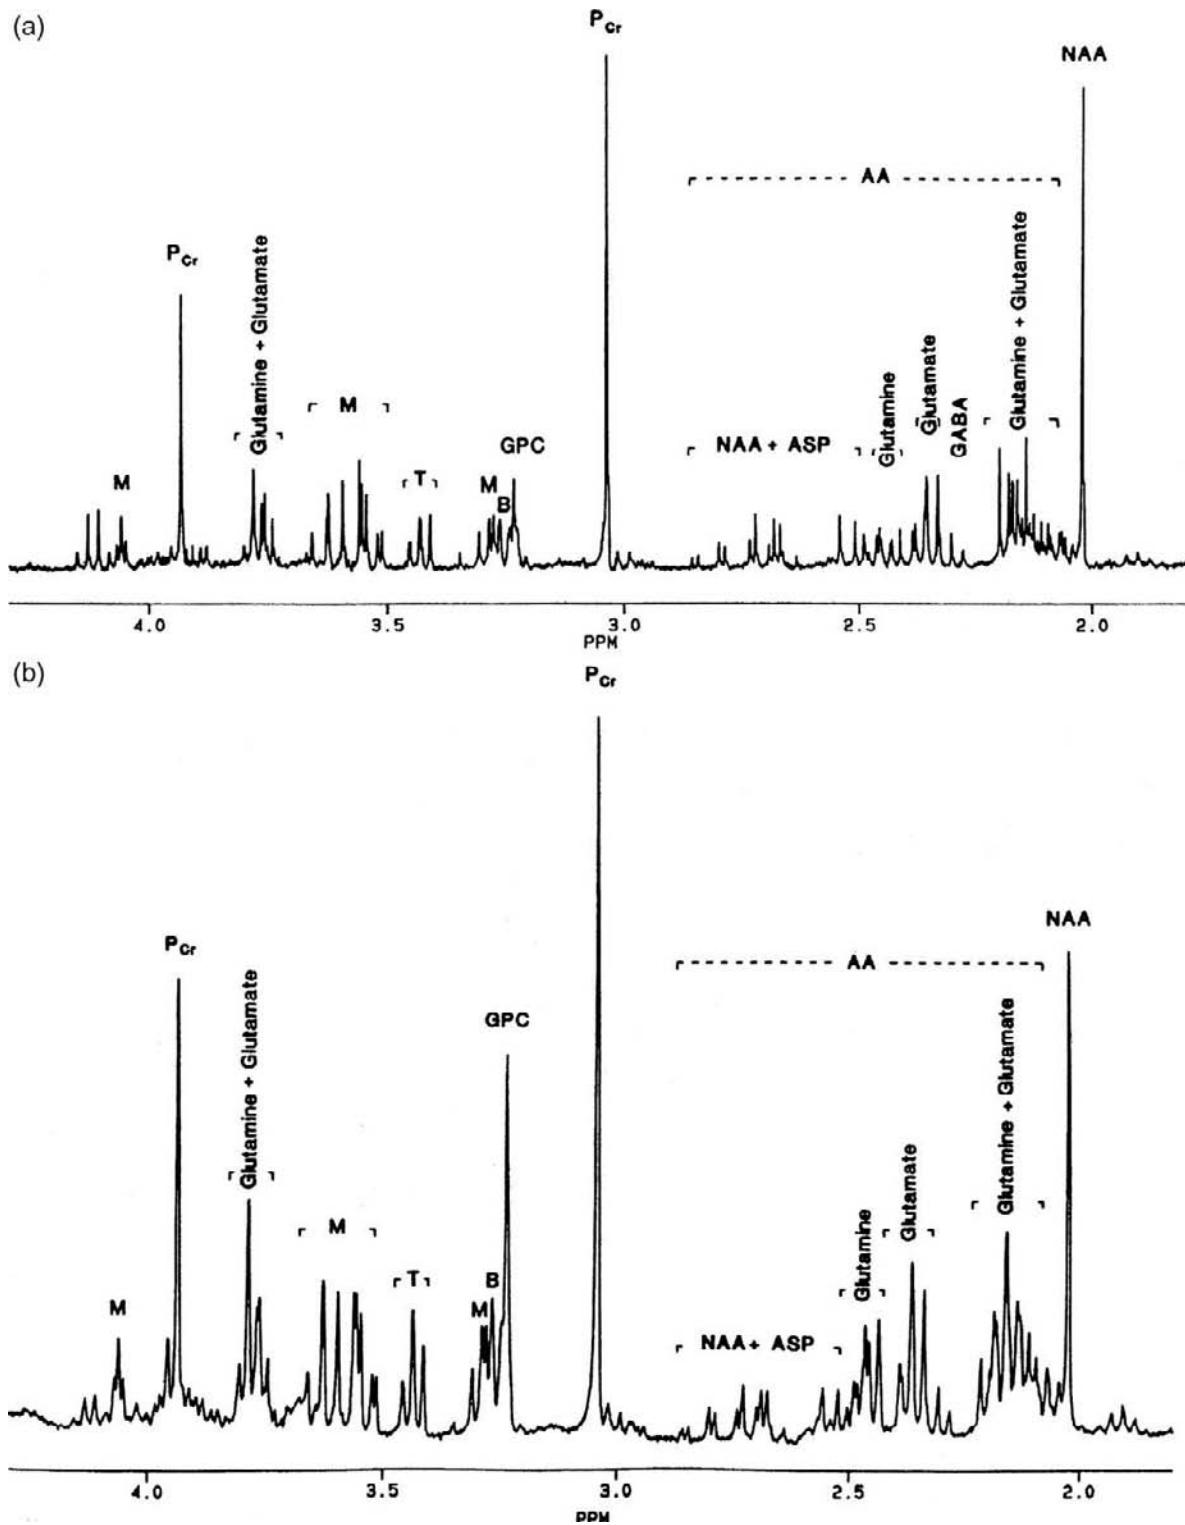 (a)
PCr
NAA
AA
PCr
Glutamine + Glutamate
M
Glutamine
Glutamate
GABA
Glutamine + Glutamate
GPC
NAA + ASP
M
T
M
B
4.0
3.5
3.0
2.5
2.0
PPM
(b)
PCr
NAA
PCr
AA
Glutamine + Glutamate
GPC
Glutamine + Glutamate
Glutamate
Glutamine
M
T
B
M
M
NAA + ASP
4.0
3.5
3.0
2.5
2.0
PPM